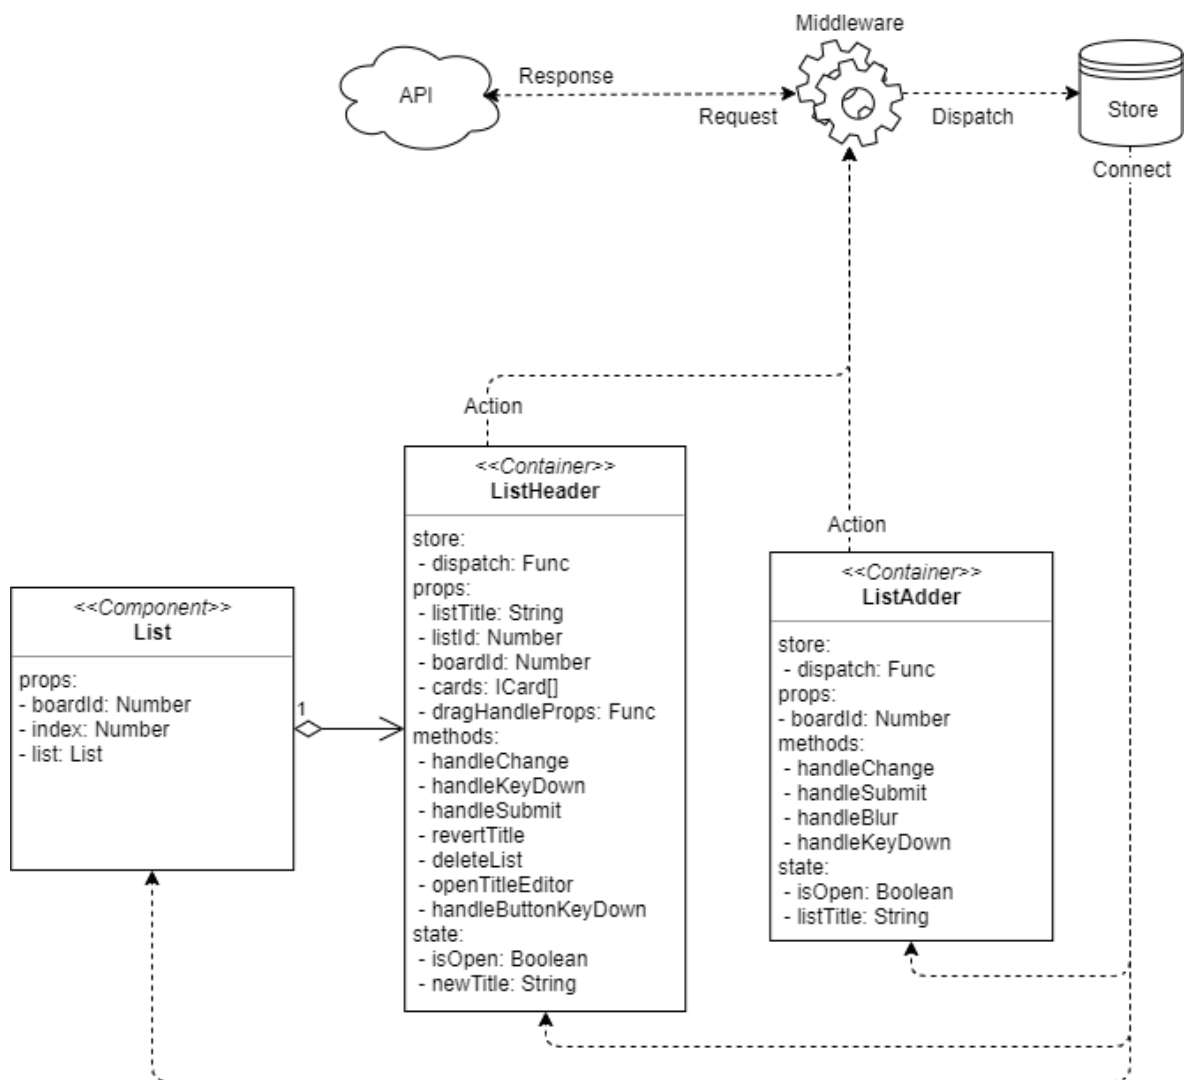 Middleware
API
Response
Request
Dispatch
Store
Connect
Action
<<Container>>
ListHeader
store:
- dispatch: Func
props:
- listTitle: String
- listId: Number
- boardId: Number
- cards: ICard[]
- dragHandleProps: Func
methods:
- handleChange
- handleKeyDown
- handleSubmit
- revertTitle
- deleteList
- openTitleEditor
- handleButtonKeyDown
state:
- isOpen: Boolean
- newTitle: String
Action
<<Container>>
ListAdder
store:
- dispatch: Func
props:
- boardId: Number
methods:
- handleChange
- handleSubmit
- handleBlur
- handleKeyDown
state:
- isOpen: Boolean
- listTitle: String
<<Component>>
List
props:
- boardId: Number
- index: Number
- list: List
1